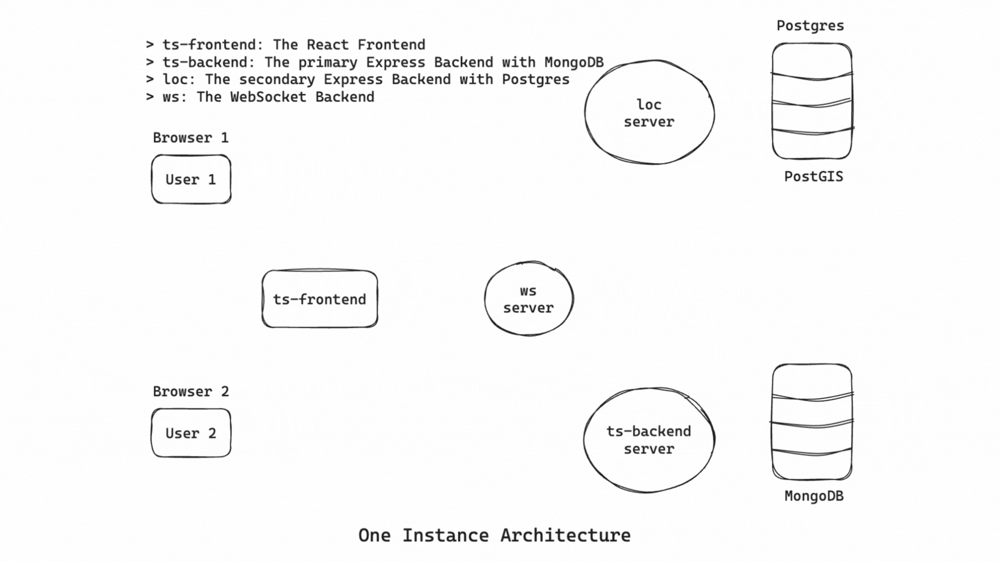 Postgres
> ts-frontend: The React Frontend
> ts-backend: The primary Express Backend with MongoDB
> loc: The secondary Express Backend with Postgres
> ws: The WebSocket Backend
loc
server
Browser 1
User 1
PostGIS
ts-frontend
ws
server
Browser 2
User 2
ts-backend
server
MongoDB
One Instance Architecture